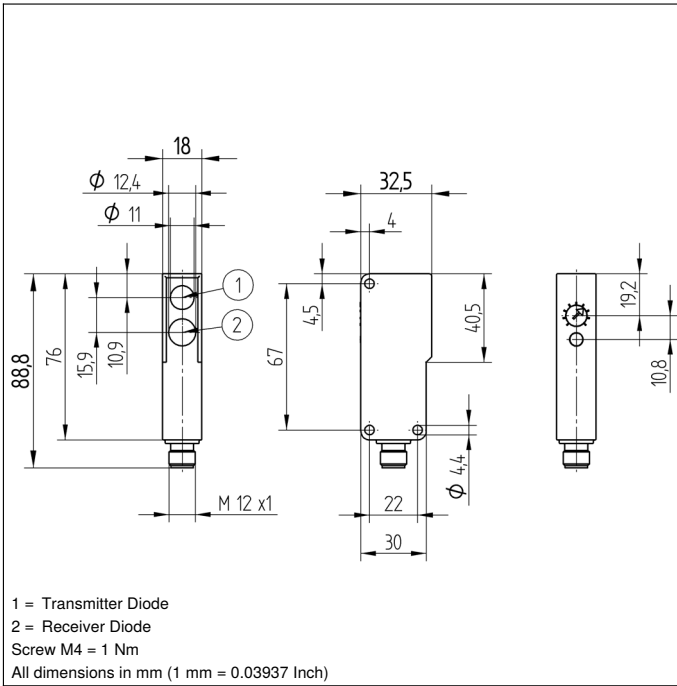 18
ϕ 12,4
ϕ 11
1
2
88,8
76
15,9
10,9
M 12 x1
32,5
4
4,5
67
40,5
ϕ 4,4
22
30
19,2
10,8
1 = Transmitter Diode
2 = Receiver Diode
Screw M4 = 1 Nm
All dimensions in mm (1 mm = 0.03937 Inch)